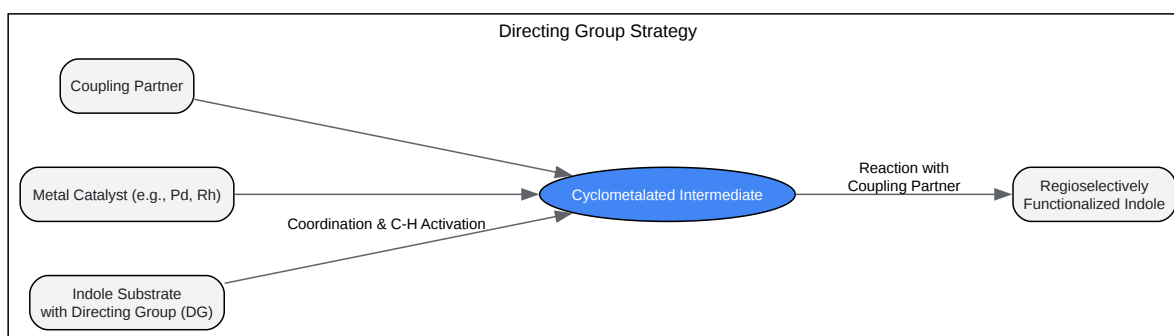 Directing Group Strategy
Coupling Partner
Metal Catalyst (e.g., Pd, Rh)
Coordination & C-H Activation
Indole Substrate
with Directing Group (DG)
Cyclometalated Intermediate
Reaction with
Coupling Partner
Regioselectively
Functionalized Indole